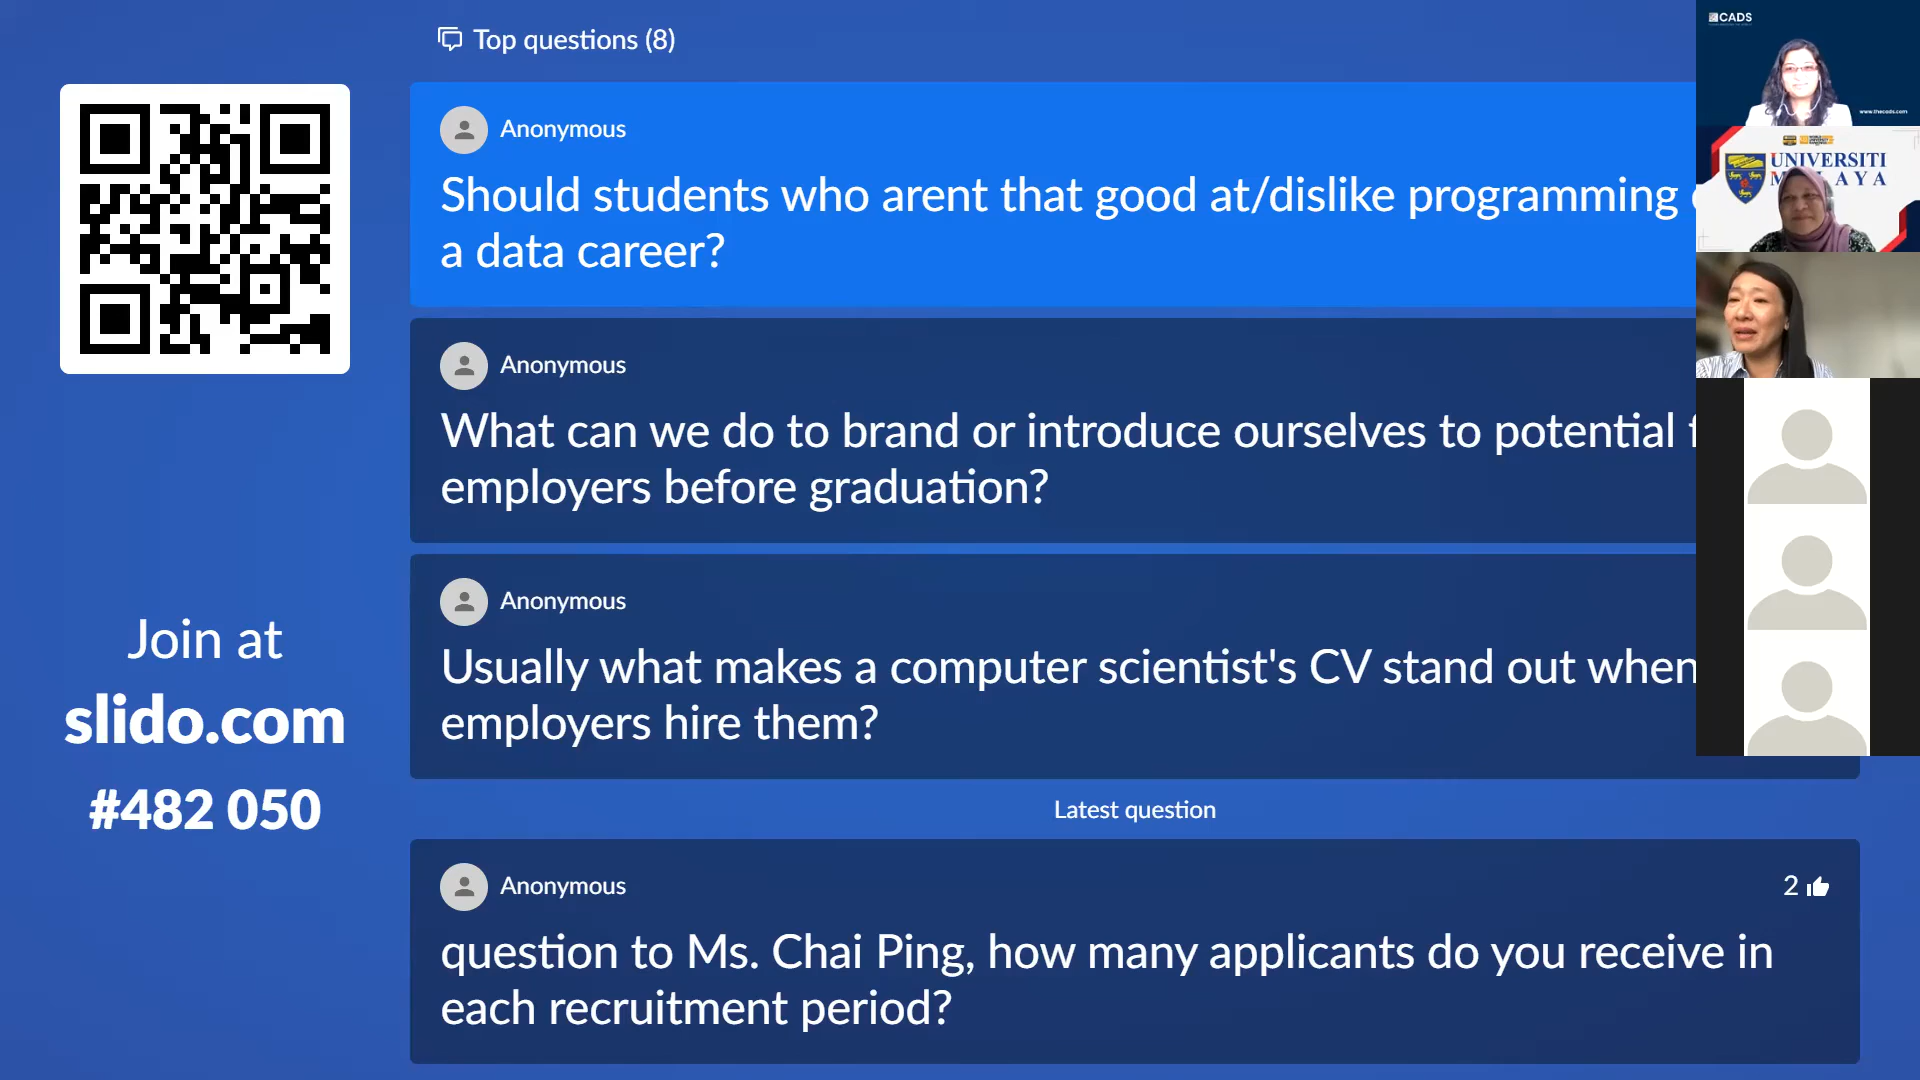 Top questions (8)
Anonymous
Should students who arent that good at/dislike programming
a data career?
Anonymous
What can we do to brand or introduce ourselves to potential
employers before graduation?
Anonymous
Usually what makes a computer scientist's CV stand out when
employers hire them?
Latest question
Anonymous
2
question to Ms. Chai Ping, how many applicants do you receive in
each recruitment period?
Join at
slido.com
#482 050
CADS
www.thecads.com
UNIVERSITI